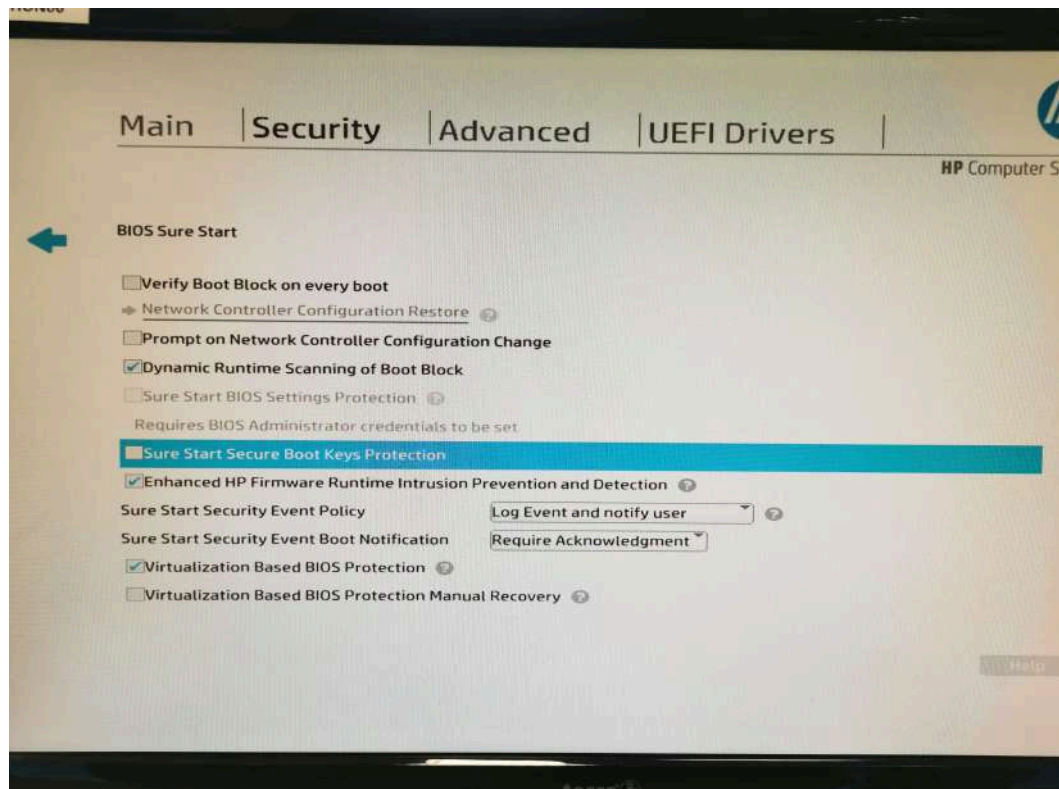 Main Security Advanced UEFI Drivers
HP Computer S
BIOS Sure Start
Verify Boot Block on every boot
Network Controller Configuration Restore ?
Prompt on Network Controller Configuration Change
Dynamic Runtime Scanning of Boot Block
Sure Start BIOS Settings Protection ?
Requires BIOS Administrator credentials to be set
Sure Start Secure Boot Keys Protection
Enhanced HP Firmware Runtime Intrusion Prevention and Detection ?
Sure Start Security Event Policy Log Event and notify user ?
Sure Start Security Event Boot Notification Require Acknowledgment
Virtualization Based BIOS Protection ?
Virtualization Based BIOS Protection Manual Recovery ?
Help